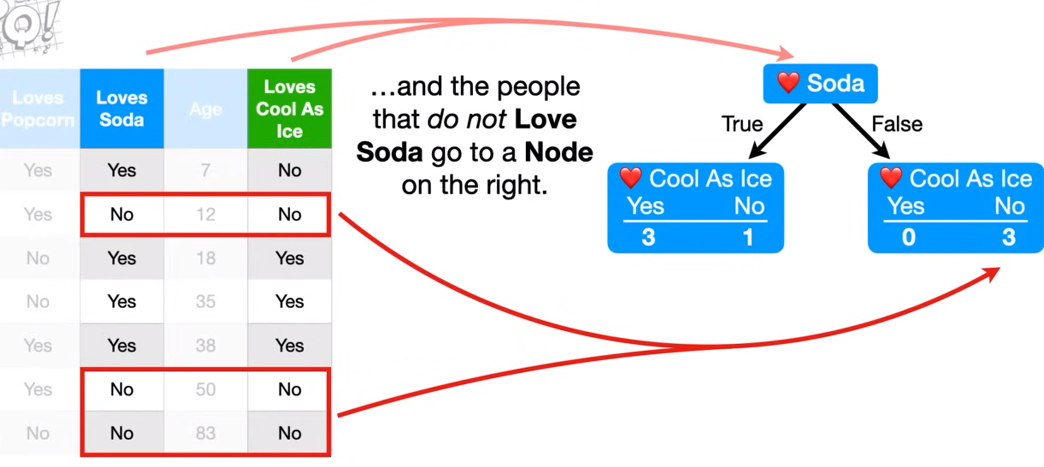 Loves Popcorn Loves Soda Age Loves Cool As Ice
Yes Yes 7 No
Yes No 12 No
No Yes 18 Yes
No Yes 35 Yes
Yes Yes 38 Yes
Yes No 50 No
No No 83 No
…and the people
that do not Love
Soda go to a Node
on the right.
❤️ Soda
True False
❤️ Cool As Ice
Yes No
3 1
❤️ Cool As Ice
Yes No
0 3